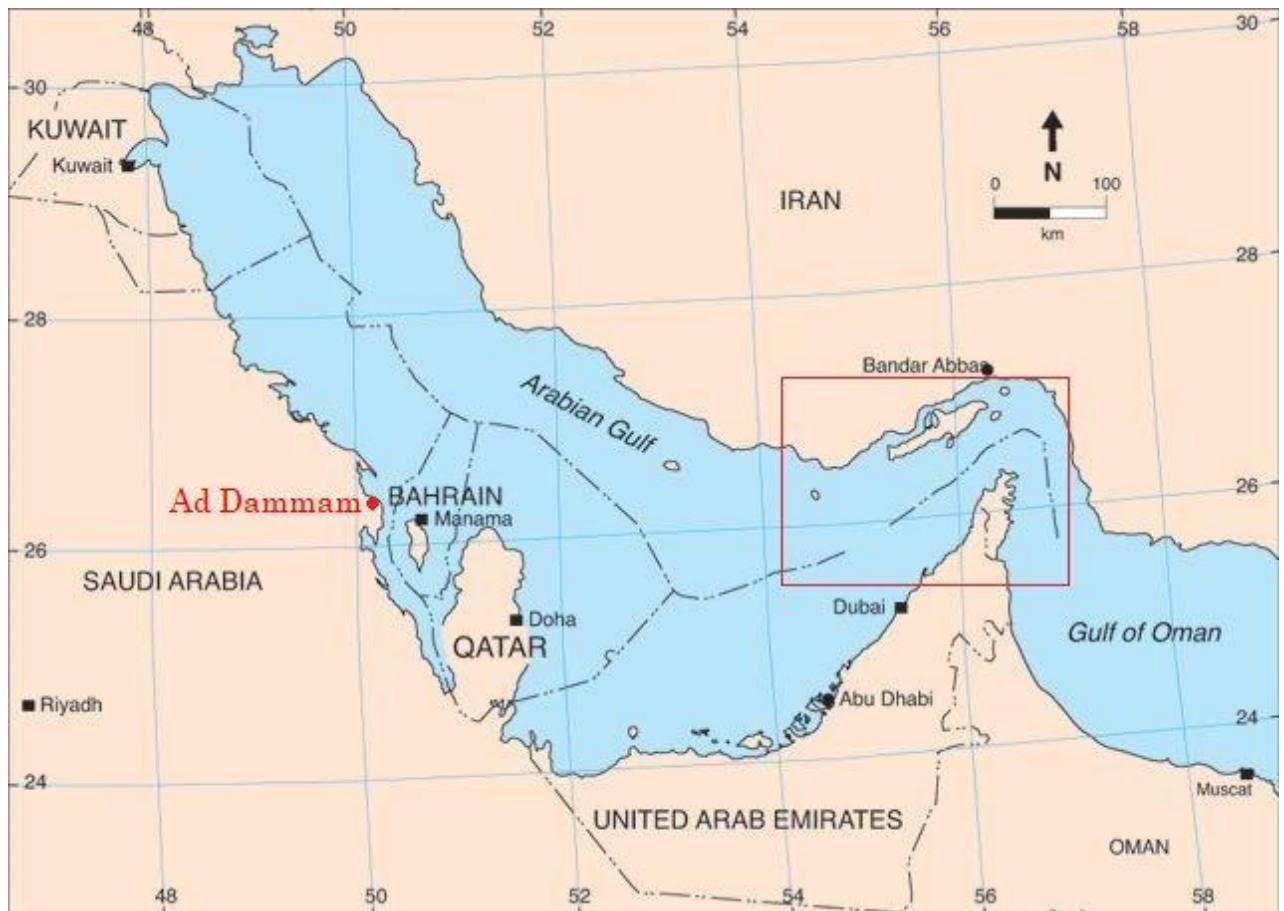 48
50
52
54
56
58
30
30
KUWAIT
Kuwait
IRAN
N
0
100
km
28
28
Bandar Abbas
Arabian Gulf
26
Ad Dammam
BAHRAIN
Manama
26
SAUDI ARABIA
Dubai
Doha
Gulf of Oman
QATAR
Riyadh
Abu Dhabi
24
24
Muscat
UNITED ARAB EMIRATES
OMAN
48
50
52
54
56
58